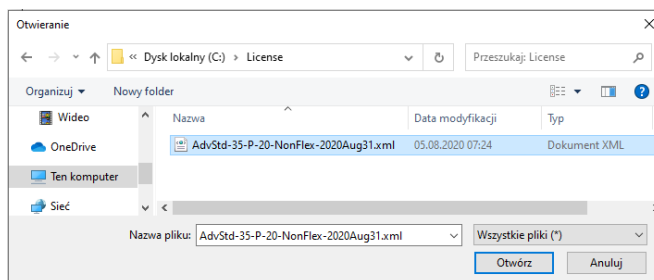 Otwieranie
« Dysk lokalny (C:) › License
Przeszukaj: License
Organizuj
Nowy folder
Wideo
OneDrive
Ten komputer
Sieć
Nazwa
Data modyfikacji
Typ
AdvStd-35-P-20-NonFlex-2020Aug31.xml
05.08.2020 07:24
Dokument XML
Nazwa pliku:
AdvStd-35-P-20-NonFlex-2020Aug31.xml
Wszystkie pliki (*)
Otwórz
Anuluj